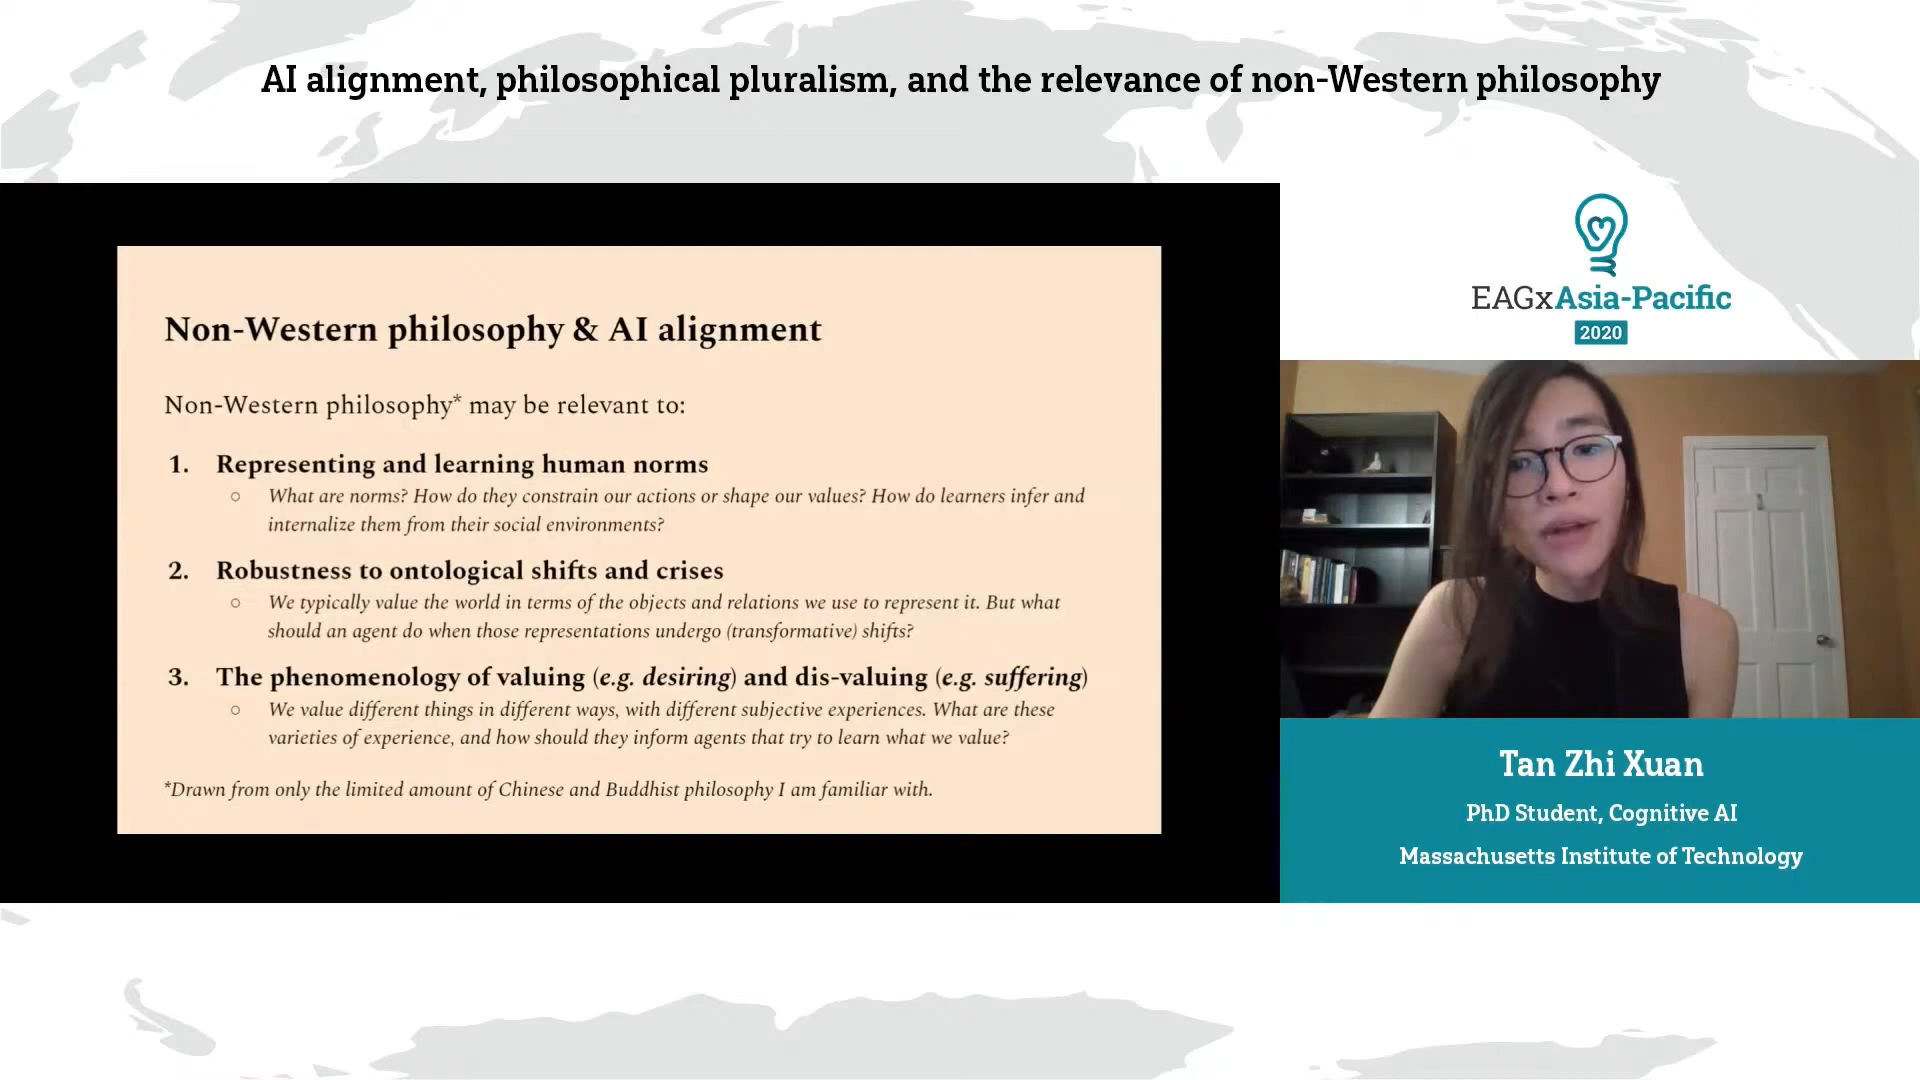 AI alignment, philosophical pluralism, and the relevance of non-Western philosophy
Non-Western philosophy & AI alignment
Non-Western philosophy* may be relevant to:
1. Representing and learning human norms
○ What are norms? How do they constrain our actions or shape our values? How do learners infer and
internalize them from their social environments?
2. Robustness to ontological shifts and crises
○ We typically value the world in terms of the objects and relations we use to represent it. But what
should an agent do when those representations undergo (transformative) shifts?
3. The phenomenology of valuing (e.g. desiring) and dis-valuing (e.g. suffering)
○ We value different things in different ways, with different subjective experiences. What are these
varieties of experience, and how should they inform agents that try to learn what we value?
*Drawn from only the limited amount of Chinese and Buddhist philosophy I am familiar with.
EAGxAsia-Pacific
2020
Tan Zhi Xuan
PhD Student, Cognitive AI
Massachusetts Institute of Technology